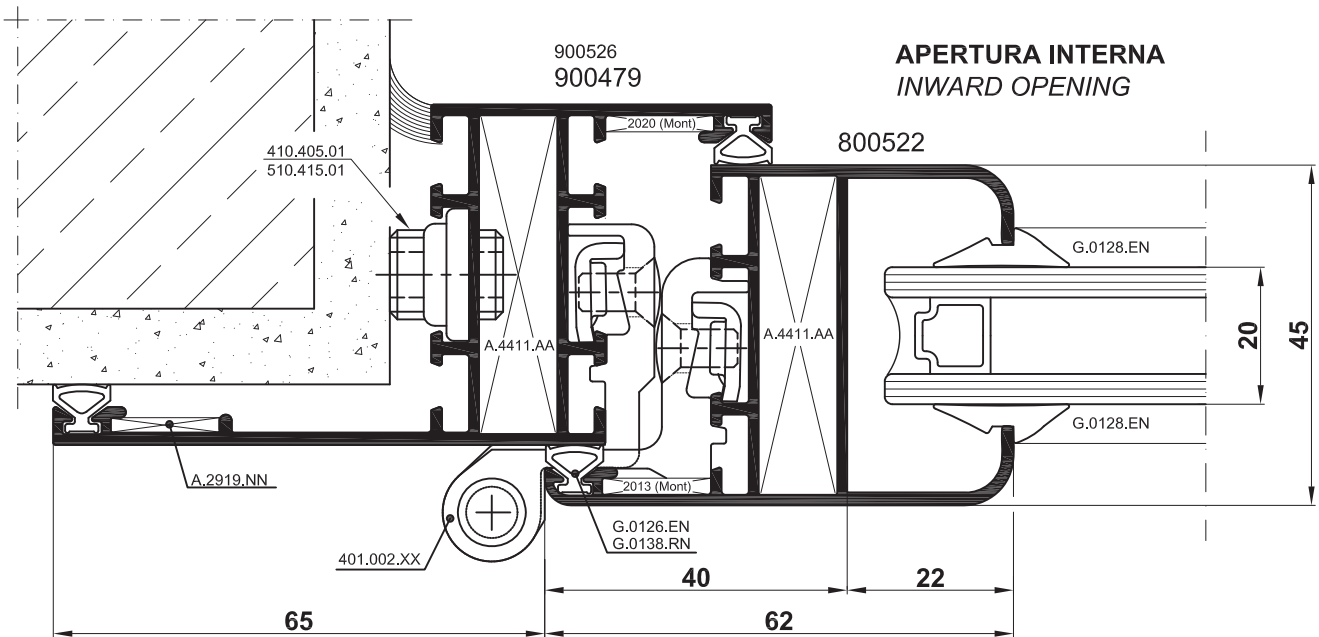 900526
900479
APERTURA INTERNA
INWARD OPENING
2020 (Mont)
800522
410.405.01
510.415.01
G.0128.EN
A.4411.AA
A.4411.AA
20
45
G.0128.EN
A.2919.NN
2013 (Mont)
G.0126.EN
G.0138.RN
401.002.XX
40
22
65
62